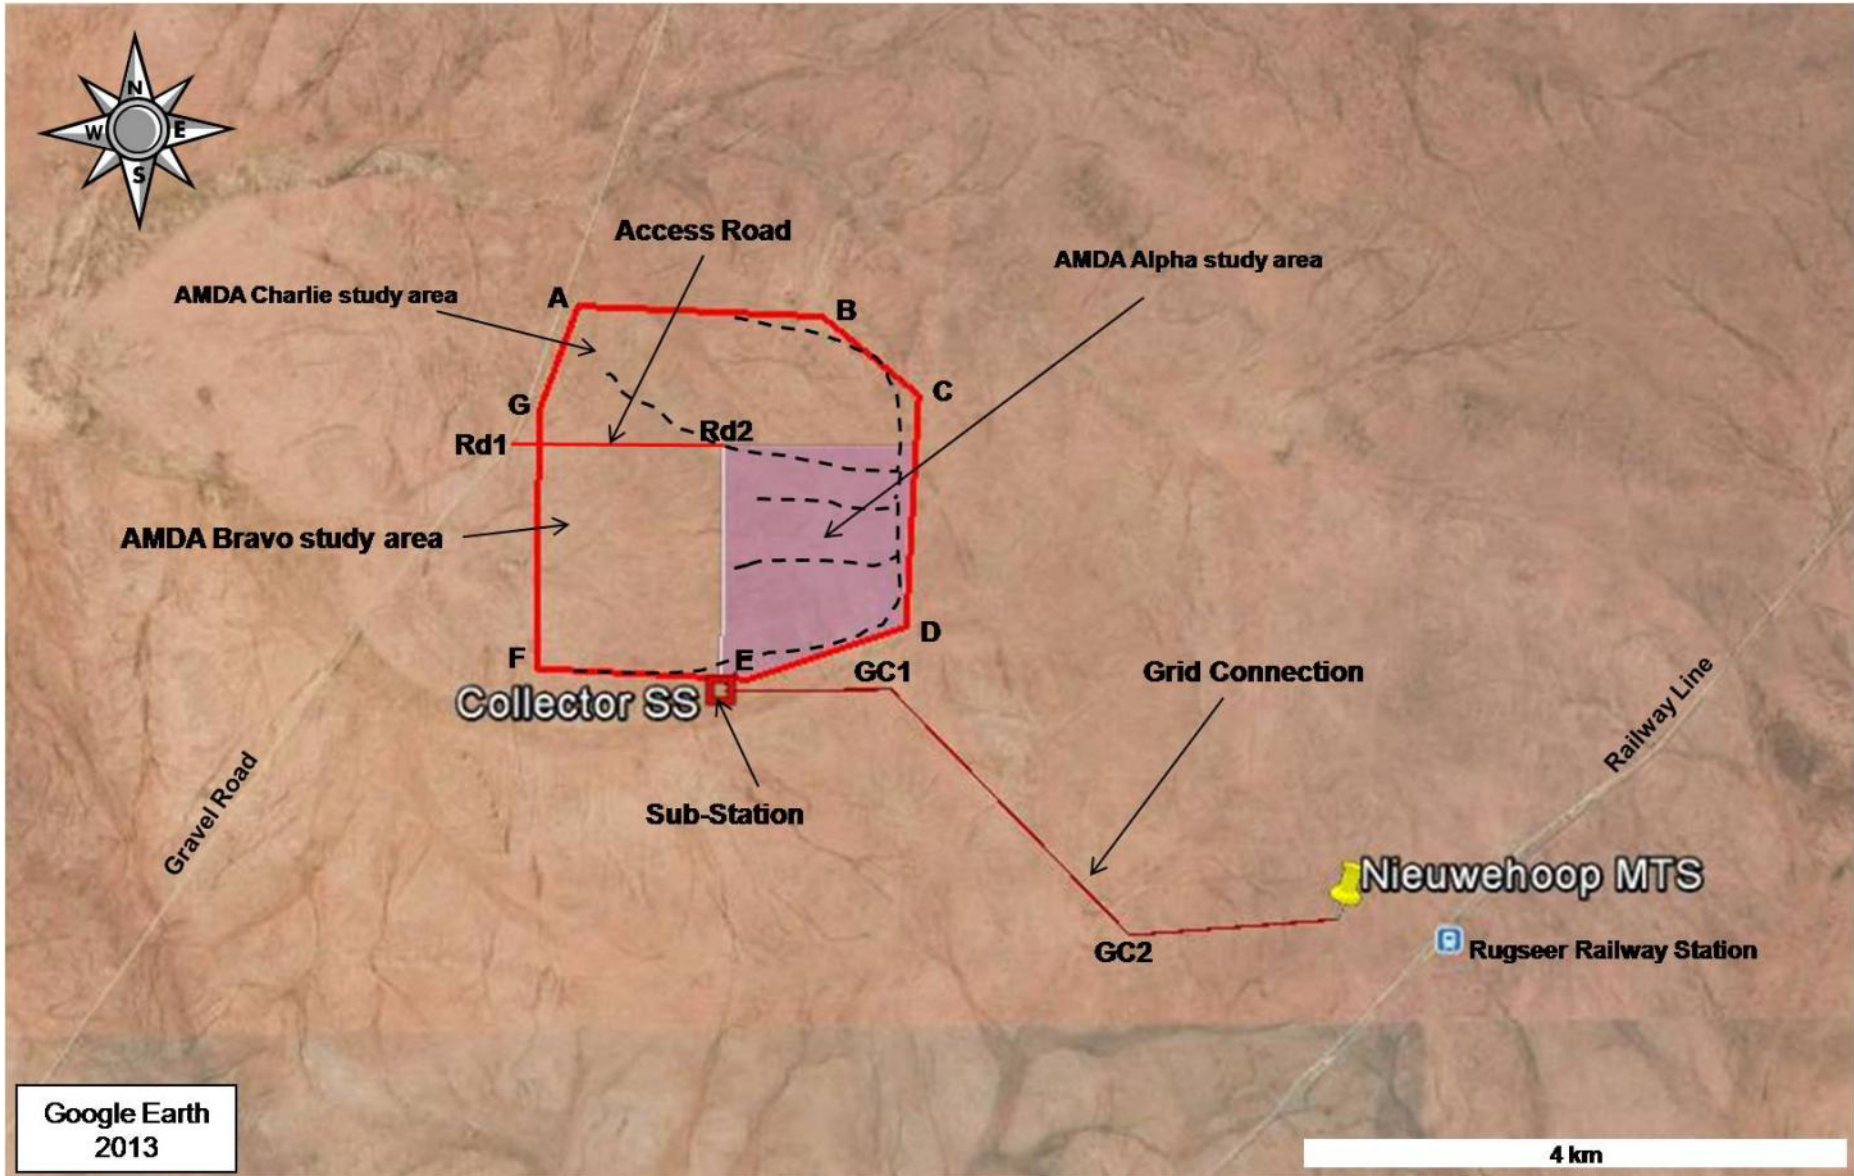 N
W E
S
Access Road
AMDA Alpha study area
AMDA Charlie study area
A
B
C
G
Rd1
Rd2
AMDA Bravo study area
D
F
E
GC1
Grid Connection
Collector SS
Railway Line
Sub-Station
Gravel Road
Nieuwehoop MTS
GC2
Rugseer Railway Station
Google Earth
2013
4 km